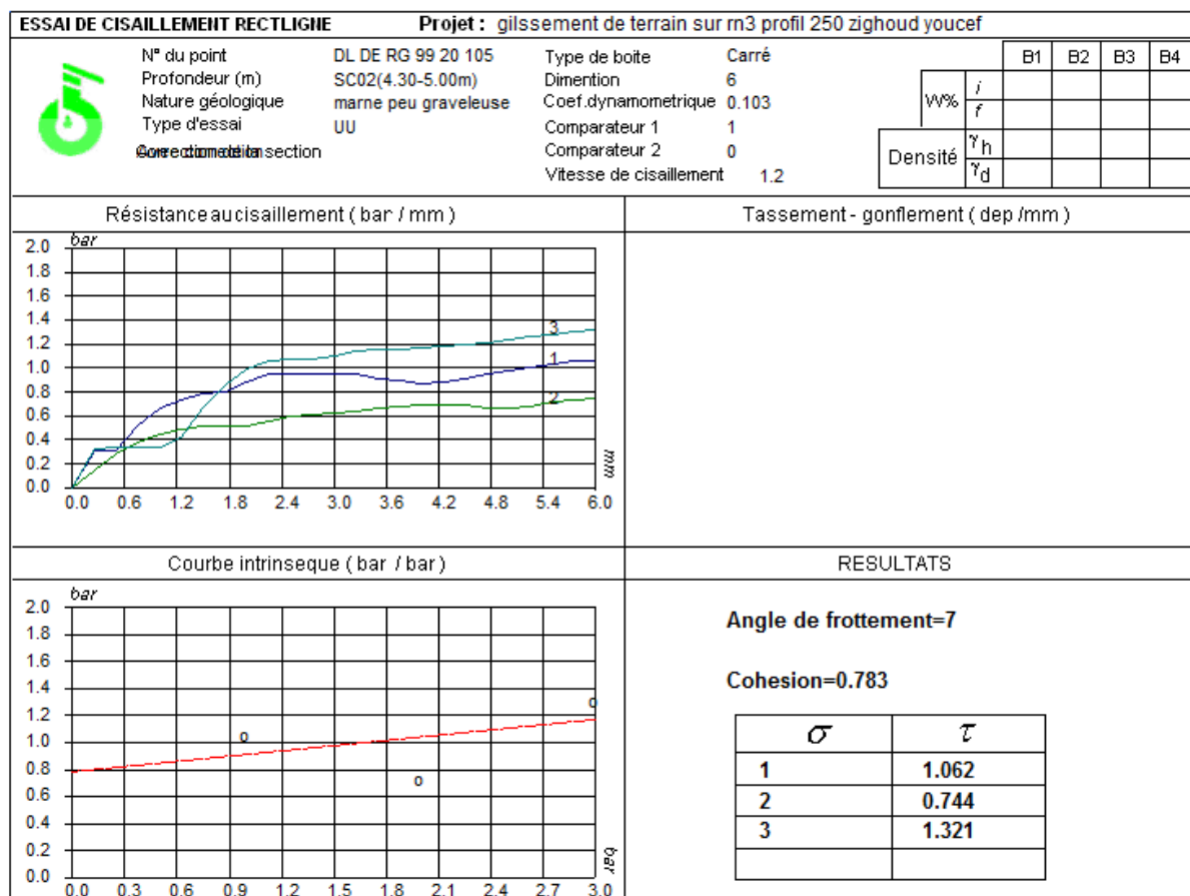 ESSAI DE CISAILLEMENT RECTLIGNE Projet : gilssement de terrain sur rn3 profil 250 zighoud youcef
N° du point DL DE RG 99 20 105
Profondeur (m) SC02(4.30-5.00m)
Nature géologique marne peu graveleuse
Type d'essai UU
section
Type de boite Carré
Dimention 6
Coef.dynamometrique 0.103
Comparateur 1 1
Comparateur 2 0
Vitesse de cisaillement 1.2
B1 B2 B3 B4
W% i
f
Densité γh
γd
Résistance au cisaillement ( bar / mm )
bar
2.0
1.8
1.6
1.4
1.2
1.0
0.8
0.6
0.4
0.2
0.0
3
1
2
mm
0.0 0.6 1.2 1.8 2.4 3.0 3.6 4.2 4.8 5.4 6.0
Tassement - gonflement ( dep /mm )
Courbe intrinseque ( bar / bar )
bar
2.0
1.8
1.6
1.4
1.2
1.0
0.8
0.6
0.4
0.2
0.0
o
o
o
bar
0.0 0.3 0.6 0.9 1.2 1.5 1.8 2.1 2.4 2.7 3.0
RESULTATS
Angle de frottement=7
Cohesion=0.783
σ τ
1 1.062
2 0.744
3 1.321